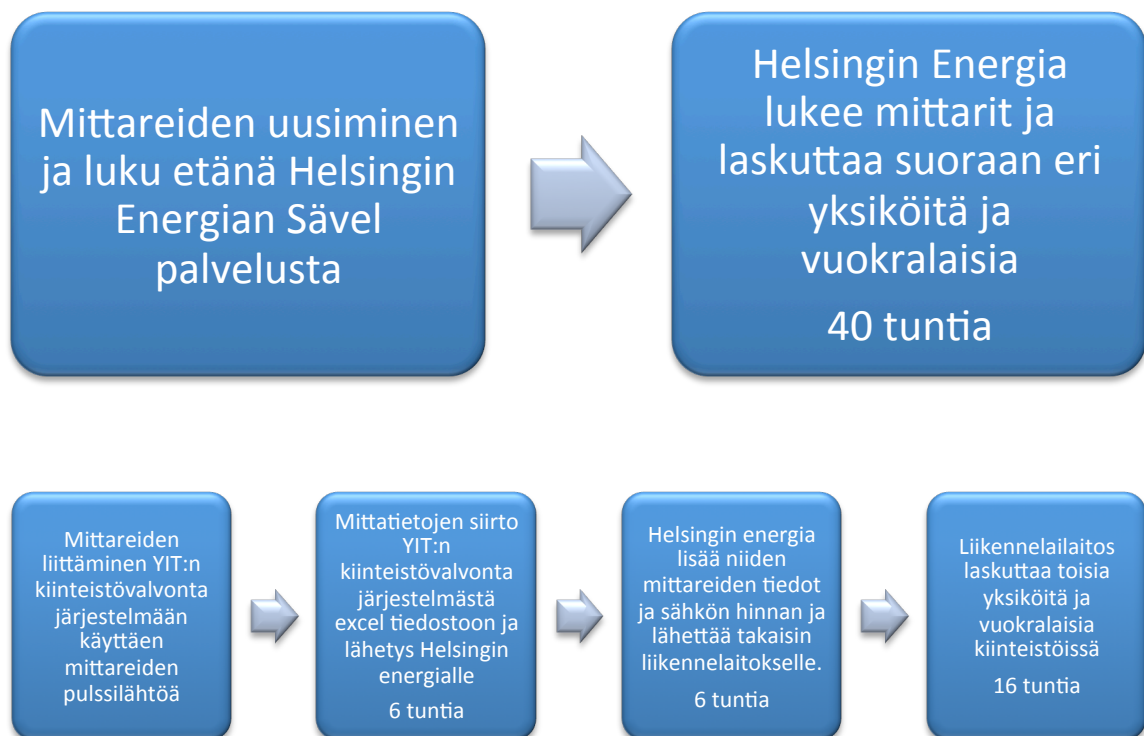 Mittareiden uusiminen
ja luku etänä Helsingin
Energian Sävel
palvelusta
Helsingin Energia
lukee mittarit ja
laskuttaa suoraan eri
yksiköitä ja
vuokralaisia
40 tuntia
Mittareiden
liittäminen YIT:n
kiinteistövalvonta
järjestelmään
käyttäen
mittareiden
pulssilähtöä
Mittatietojen siirto
YIT:n
kiinteistövalvonta
järjestelmästä
excel tiedostoon ja
lähetys Helsingin
energialle
6 tuntia
Helsingin energia
lisää niiden
mittareiden tiedot
ja sähkön hinnan ja
lähettää takaisin
liikennelaitokselle.
6 tuntia
Liikennelailaitos
laskuttaa toisia
yksiköitä ja
vuokralaisia
kiinteistöissä
16 tuntia